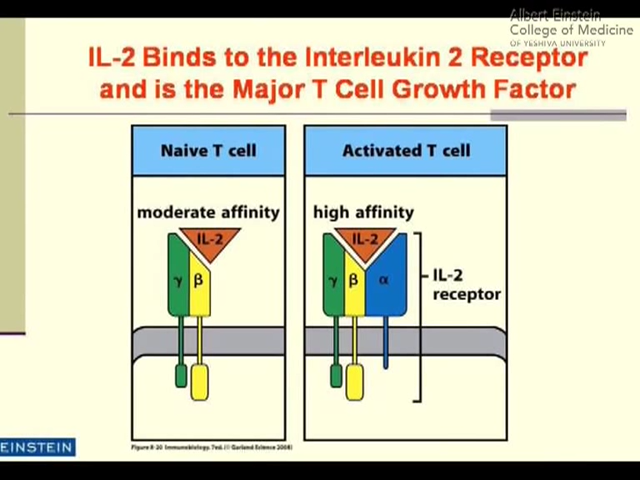 Albert Einstein
College of Medicine
OF YESHIVA UNIVERSITY
IL-2 Binds to the Interleukin 2 Receptor
and is the Major T Cell Growth Factor
Naive T cell
Activated T cell
moderate affinity
high affinity
IL-2
IL-2
γ β
γ β α
IL-2
receptor
EINSTEIN
Figure 8-20 Immunobiology, 7ed. (© Garland Science 2008)